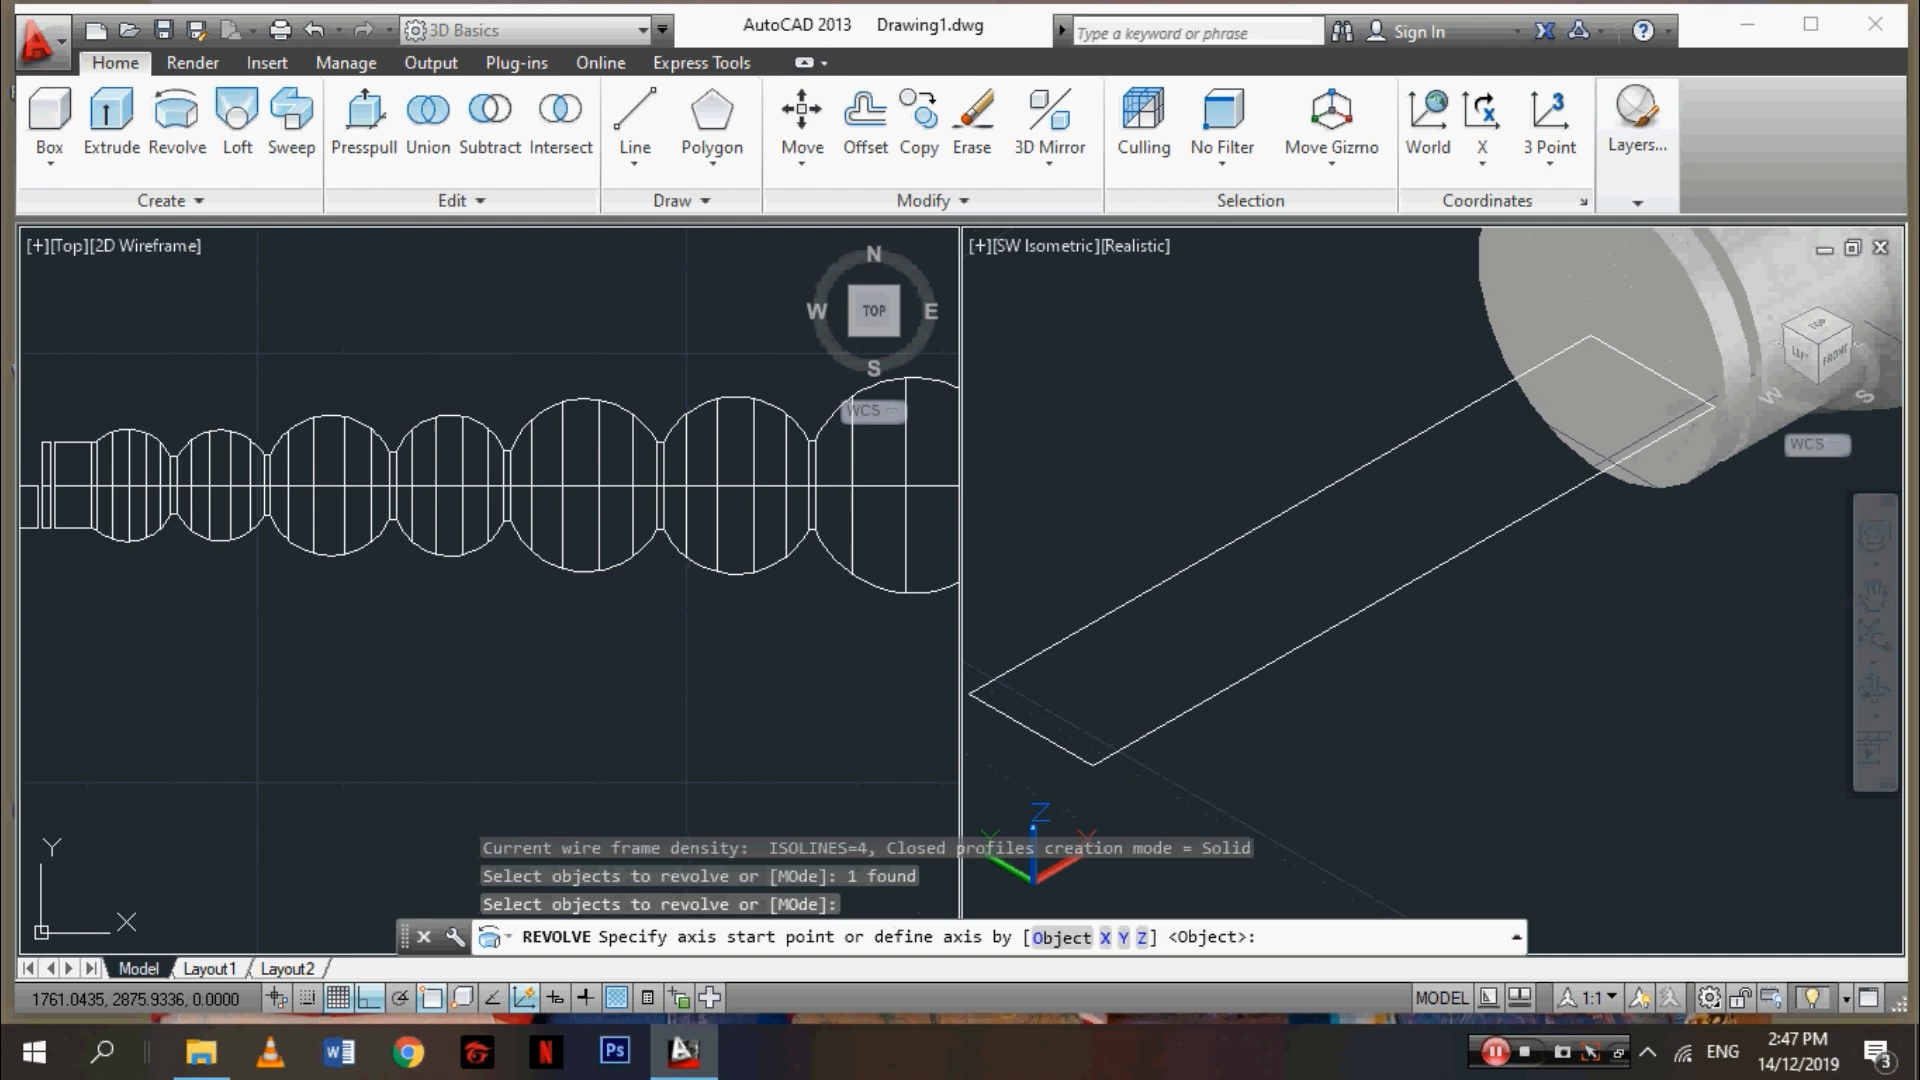 3D Basics
AutoCAD 2013 Drawing1.dwg
Type a keyword or phrase
Sign In
Home Render Insert Manage Output Plug-ins Online Express Tools
Box Extrude Revolve Loft Sweep Presspull Union Subtract Intersect Line Polygon Move Offset Copy Erase 3D Mirror Culling No Filter Move Gizmo World X 3 Point Layers...
Create Edit Draw Modify Selection Coordinates
[+][Top][2D Wireframe]
N
W TOP E
S
WCS
[+][SW Isometric][Realistic]
TOP
LEFT FRONT
W S
WCS
Z
Y X
Y
X
Current wire frame density: ISOLINES=4, Closed profiles creation mode = Solid
Select objects to revolve or [MOde]: 1 found
Select objects to revolve or [MOde]:
REVOLVE Specify axis start point or define axis by [Object X Y Z] <Object>:
Model Layout1 Layout2
1761.0435, 2875.9336, 0.0000
MODEL 1:1
Ps
ENG
2:47 PM
14/12/2019
3